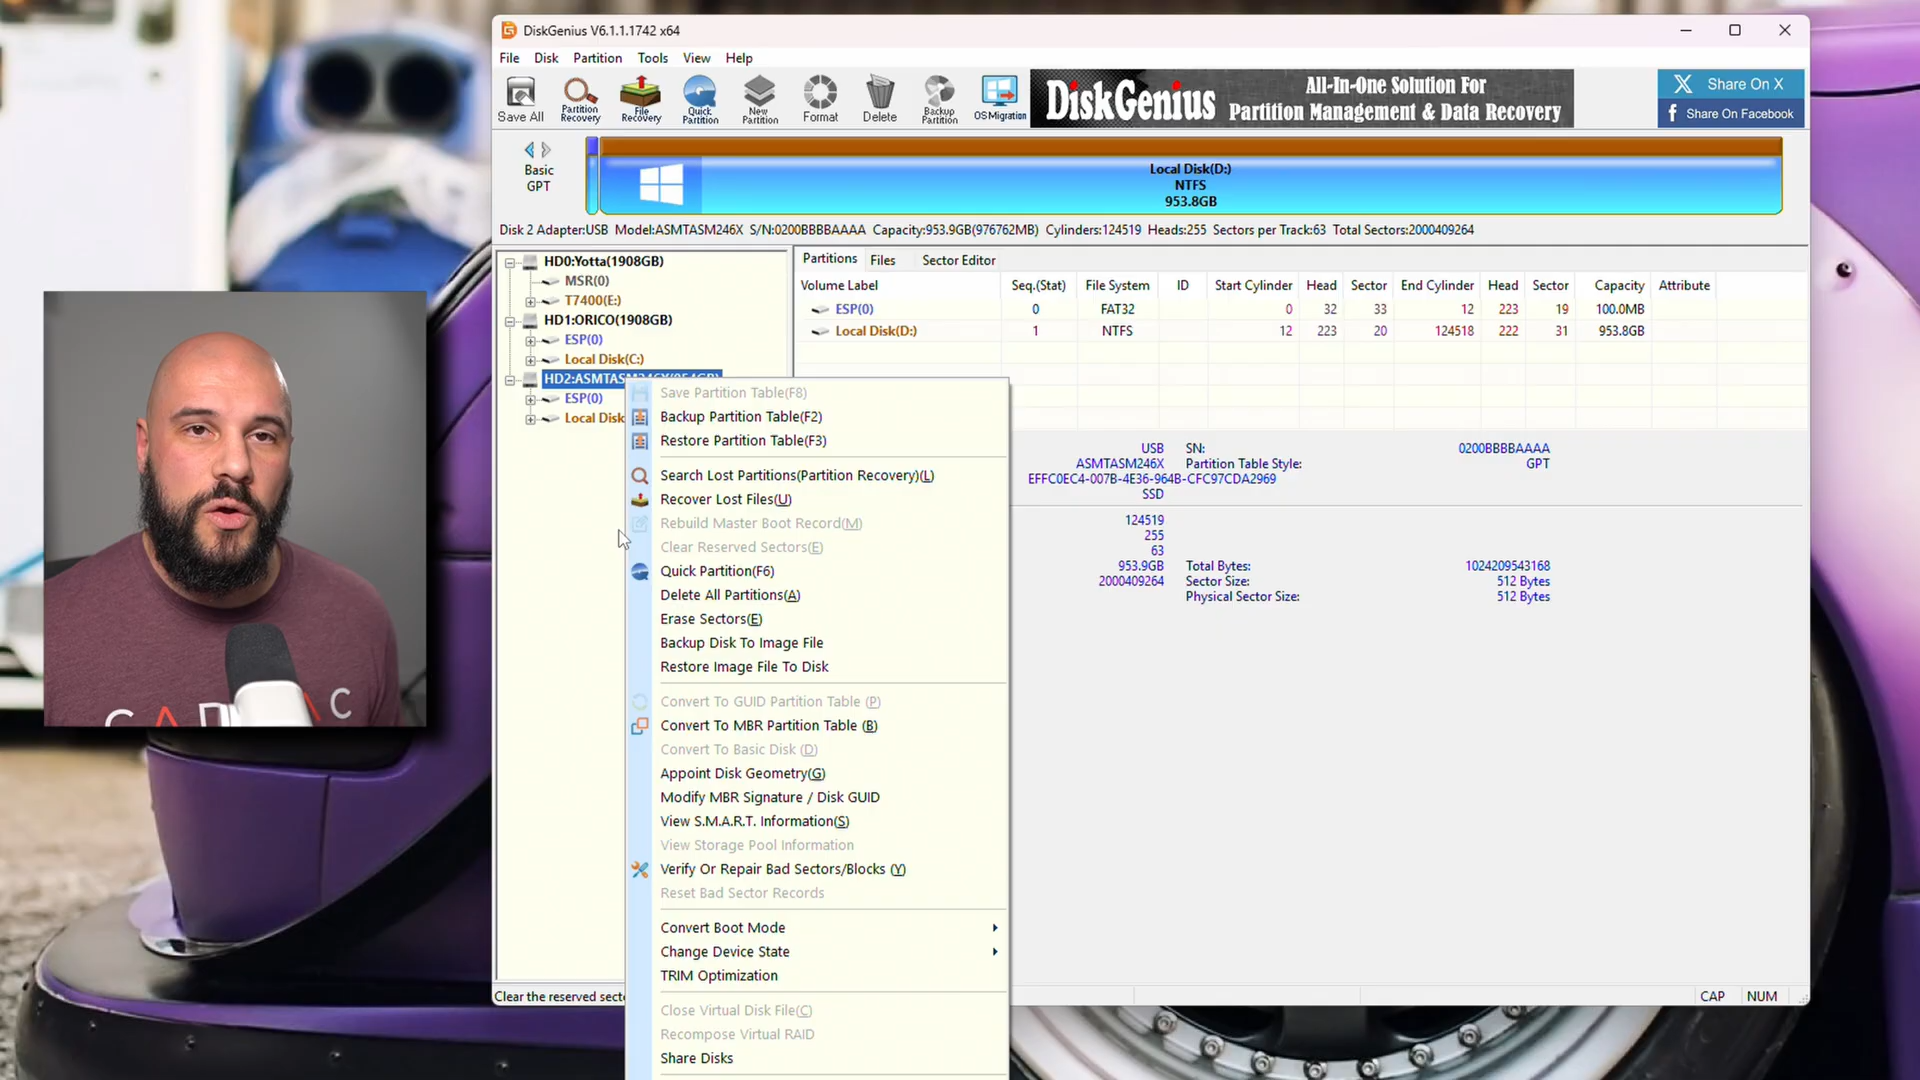 DiskGenius V6.1.1.1742 x64
File Disk Partition Tools View Help
Save All Partition Recovery File Recovery Quick Partition New Partition Format Delete Backup Partition OS Migration
DiskGenius
All-In-One Solution For
Partition Management & Data Recovery
Share On X
Share On Facebook
Basic
GPT
Local Disk(D:)
NTFS
953.8GB
Disk 2 Adapter:USB Model:ASMTASM246X S/N:0200BBBBAAAA Capacity:953.9GB(976762MB) Cylinders:124519 Heads:255 Sectors per Track:63 Total Sectors:2000409264
HD0:Yotta(1908GB)
MSR(0)
T7400(E:)
HD1:ORICO(1908GB)
ESP(0)
Local Disk(C:)
HD2:ASMTASM246X(954GB)
ESP(0)
Local Disk
Partitions Files Sector Editor
Volume Label Seq.(Stat) File System ID Start Cylinder Head Sector End Cylinder Head Sector Capacity Attribute
ESP(0) 0 FAT32 0 32 33 12 223 19 100.0MB
Local Disk(D:) 1 NTFS 12 223 20 124518 222 31 953.8GB
Save Partition Table(F8)
Backup Partition Table(F2)
Restore Partition Table(F3)
Search Lost Partitions(Partition Recovery)(L)
Recover Lost Files(U)
Rebuild Master Boot Record(M)
Clear Reserved Sectors(E)
Quick Partition(F6)
Delete All Partitions(A)
Erase Sectors(E)
Backup Disk To Image File
Restore Image File To Disk
Convert To GUID Partition Table (P)
Convert To MBR Partition Table (B)
Convert To Basic Disk (D)
Appoint Disk Geometry(G)
Modify MBR Signature / Disk GUID
View S.M.A.R.T. Information(S)
View Storage Pool Information
Verify Or Repair Bad Sectors/Blocks (Y)
Reset Bad Sector Records
Convert Boot Mode
Change Device State
TRIM Optimization
Close Virtual Disk File(C)
Recompose Virtual RAID
Share Disks
USB SN: 0200BBBBAAAA
ASMTASM246X Partition Table Style: GPT
EFFC0EC4-007B-4E36-964B-CFC97CDA2969
SSD
124519
255
63
953.9GB Total Bytes: 1024209543168
2000409264 Sector Size: 512 Bytes
Physical Sector Size: 512 Bytes
Clear the reserved sect
CAP NUM